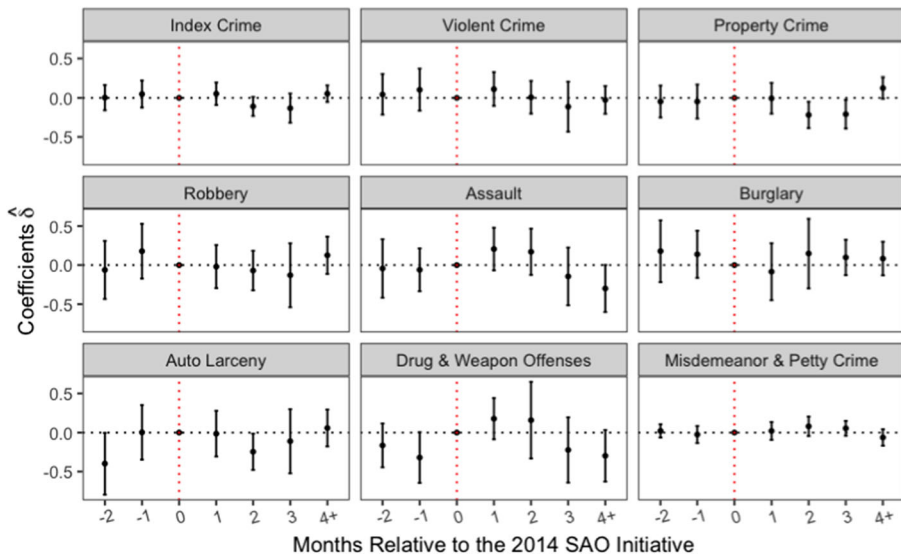 Index Crime Violent Crime Property Crime
0.5
0.0
-0.5
Robbery Assault Burglary
0.5
0.0
-0.5
Auto Larceny Drug & Weapon Offenses Misdemeanor & Petty Crime
0.5
0.0
-0.5
-2 -1 0 1 2 3 4+ -2 -1 0 1 2 3 4+ -2 -1 0 1 2 3 4+
Coefficients δ̂
Months Relative to the 2014 SAO Initiative